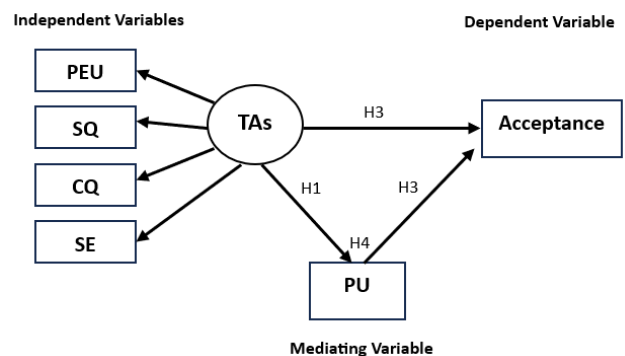 Independent Variables
Dependent Variable
PEU
SQ
CQ
SE
TAs
H3
Acceptance
H1
H3
H4
PU
Mediating Variable